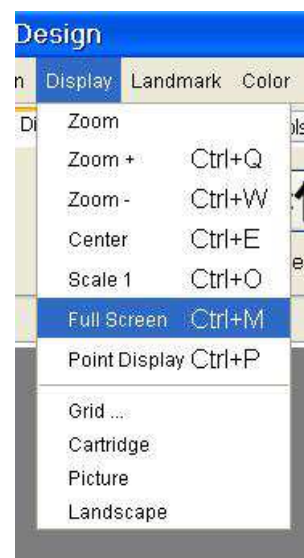 Design
Display Landmark Color
Zoom
Zoom + Ctrl+Q
Zoom - Ctrl+W
Center Ctrl+E
Scale 1 Ctrl+O
Full Screen Ctrl+M
Point Display Ctrl+P
Grid ...
Cartridge
Picture
Landscape